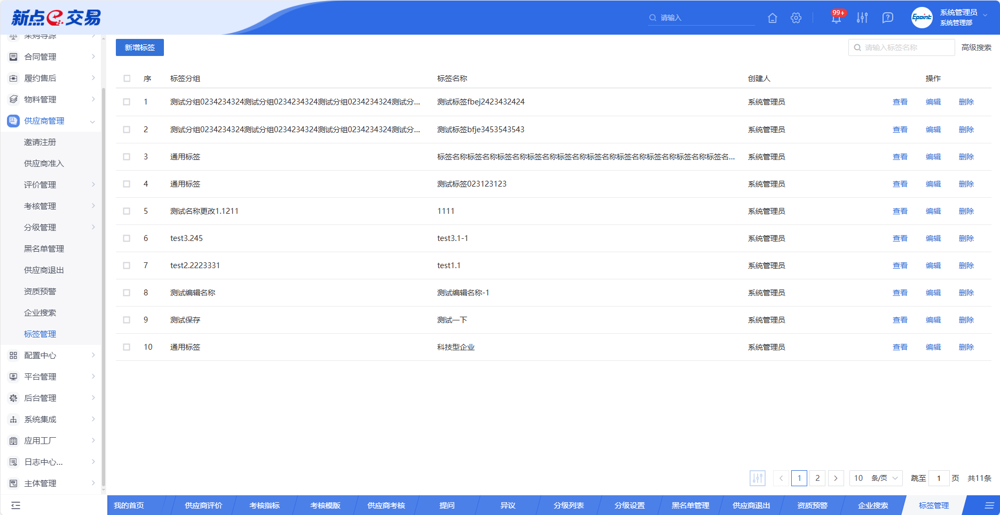 新点e交易
请输入
99+
Epoint
系统管理员
系统管理部
采购寻源
合同管理
履约售后
物料管理
供应商管理
邀请注册
供应商准入
评价管理
考核管理
分级管理
黑名单管理
供应商退出
资质预警
企业搜索
标签管理
配置中心
平台管理
后台管理
系统集成
应用工厂
日志中心...
主体管理
新增标签
请输入标签名称
高级搜索
序 标签分组 标签名称 创建人 操作
1 测试分组0234234324测试分组0234234324测试分组0234234324测试分... 测试标签fbej2423432424 系统管理员 查看 编辑 删除
2 测试分组0234234324测试分组0234234324测试分组0234234324测试分... 测试标签bfje3453543543 系统管理员 查看 编辑 删除
3 通用标签 标签名称标签名称标签名称标签名称标签名称标签名称标签名称标签名称标签名称标签名... 系统管理员 查看 编辑 删除
4 通用标签 测试标签023123123 系统管理员 查看 编辑 删除
5 测试名称更改1.1211 1111 系统管理员 查看 编辑 删除
6 test3.245 test3.1-1 系统管理员 查看 编辑 删除
7 test2.2223331 test1.1 系统管理员 查看 编辑 删除
8 测试编辑名称 测试编辑名称-1 系统管理员 查看 编辑 删除
9 测试保存 测试一下 系统管理员 查看 编辑 删除
10 通用标签 科技型企业 系统管理员 查看 编辑 删除
1 2 10 条/页 跳至 1 页 共11条
我的首页 供应商评价 考核指标 考核模版 供应商考核 提问 异议 分级列表 分级设置 黑名单管理 供应商退出 资质预警 企业搜索 标签管理